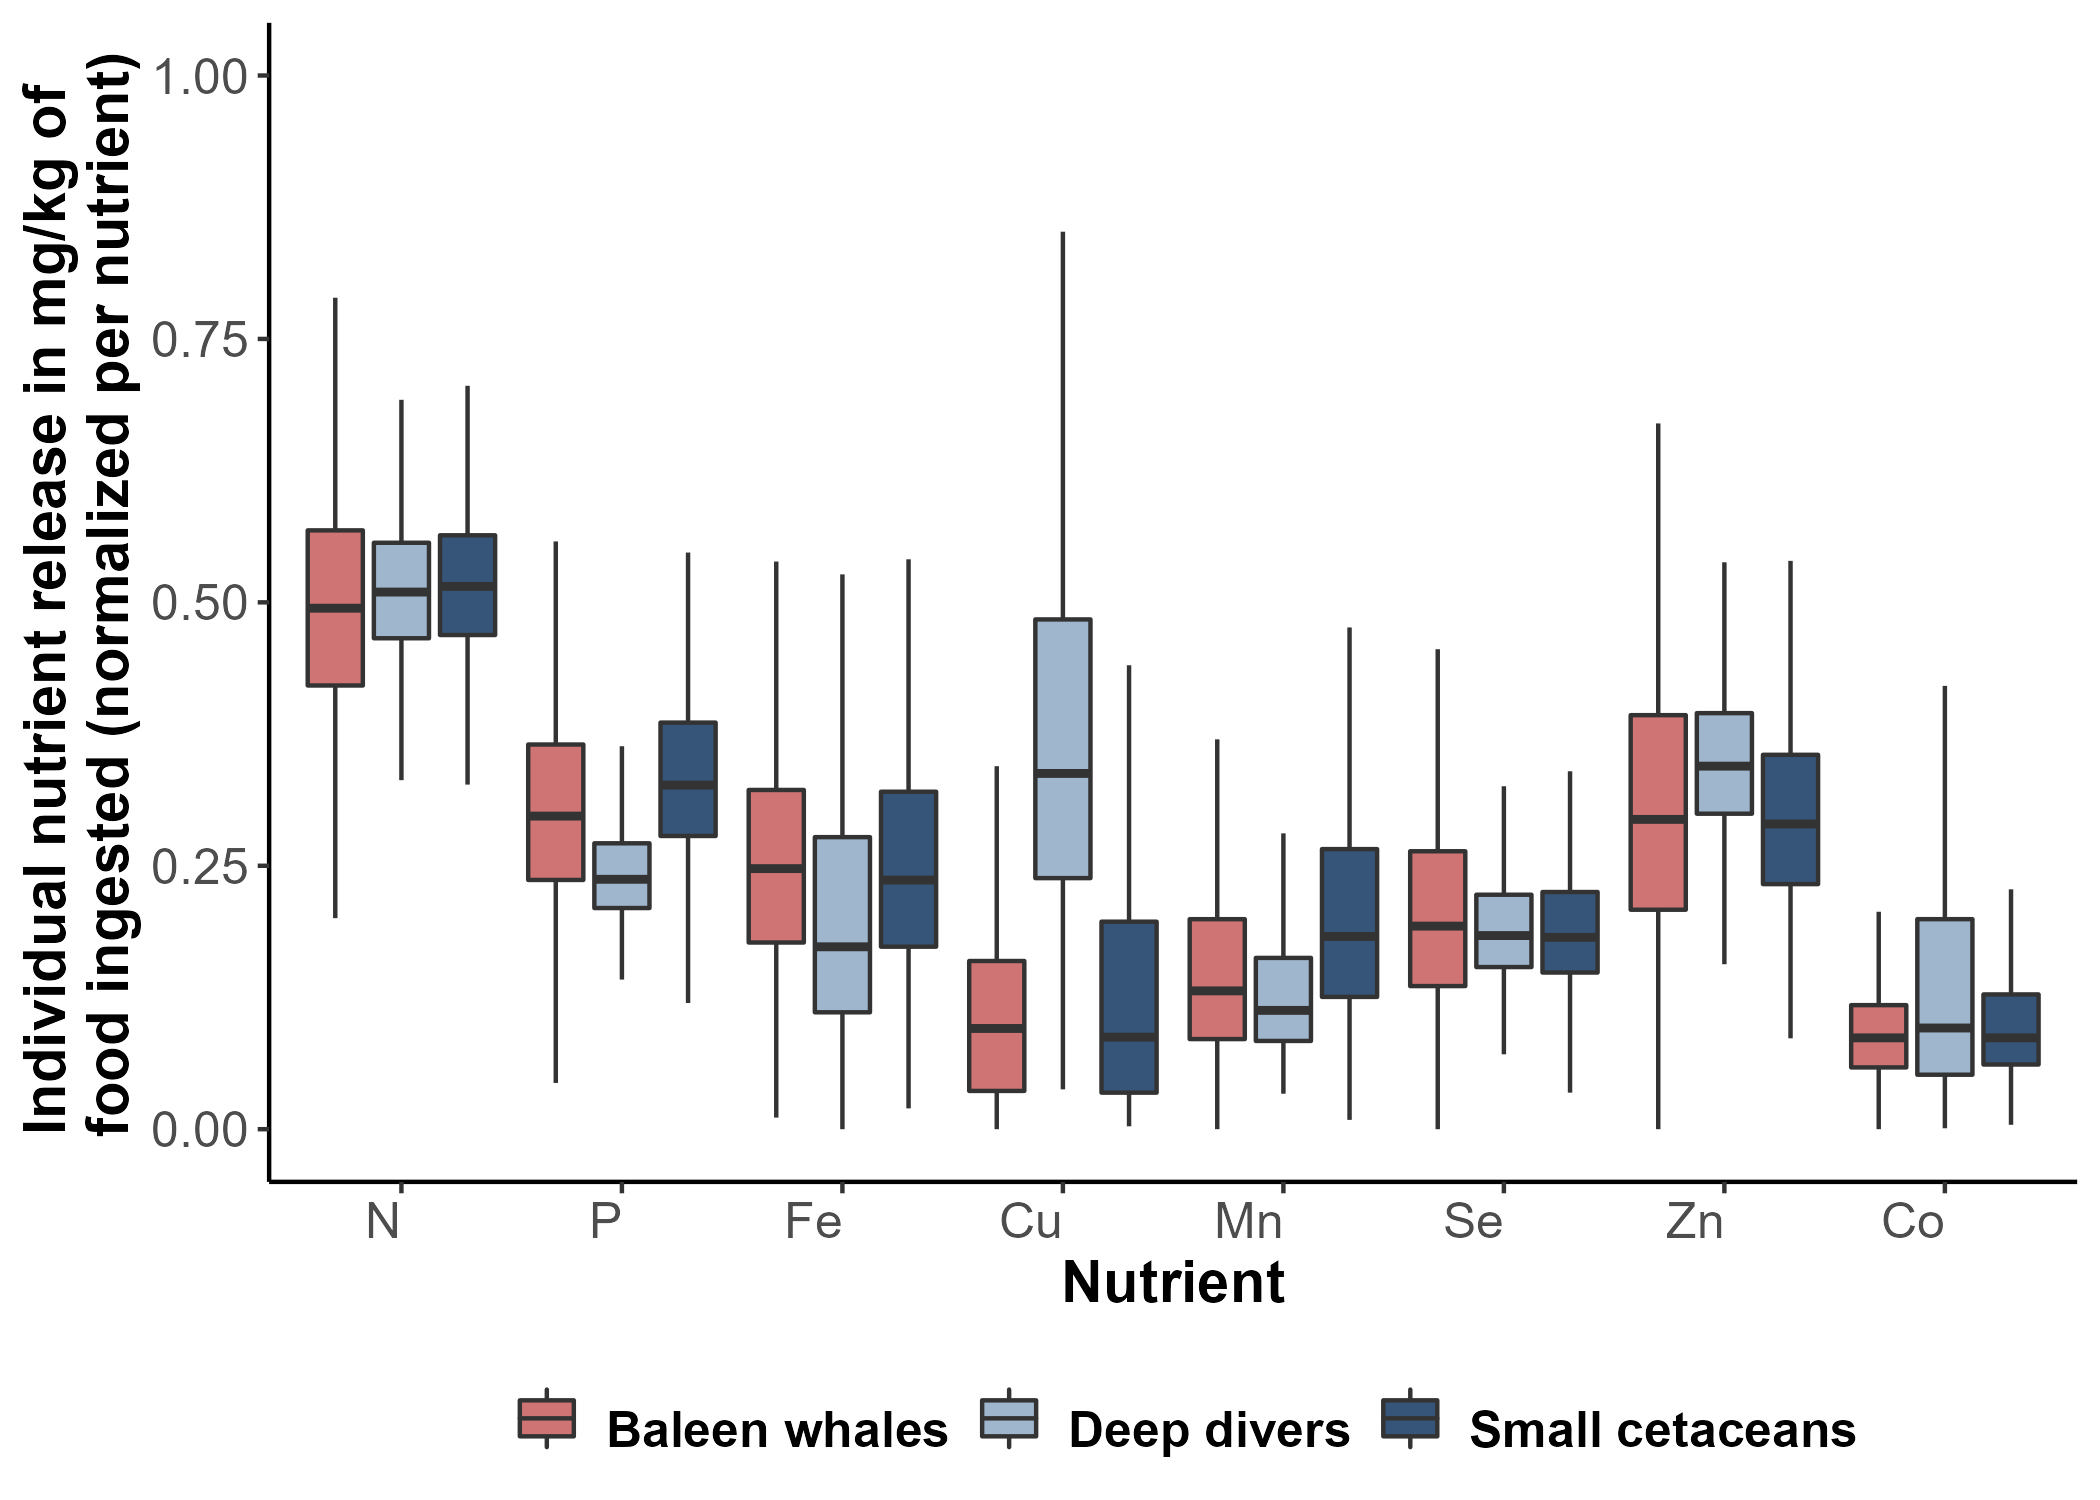 Individual nutrient release in mg/kg of
food ingested (normalized per nutrient)
1.00
0.75
0.50
0.25
0.00
N P Fe Cu Mn Se Zn Co
Nutrient
Baleen whales Deep divers Small cetaceans